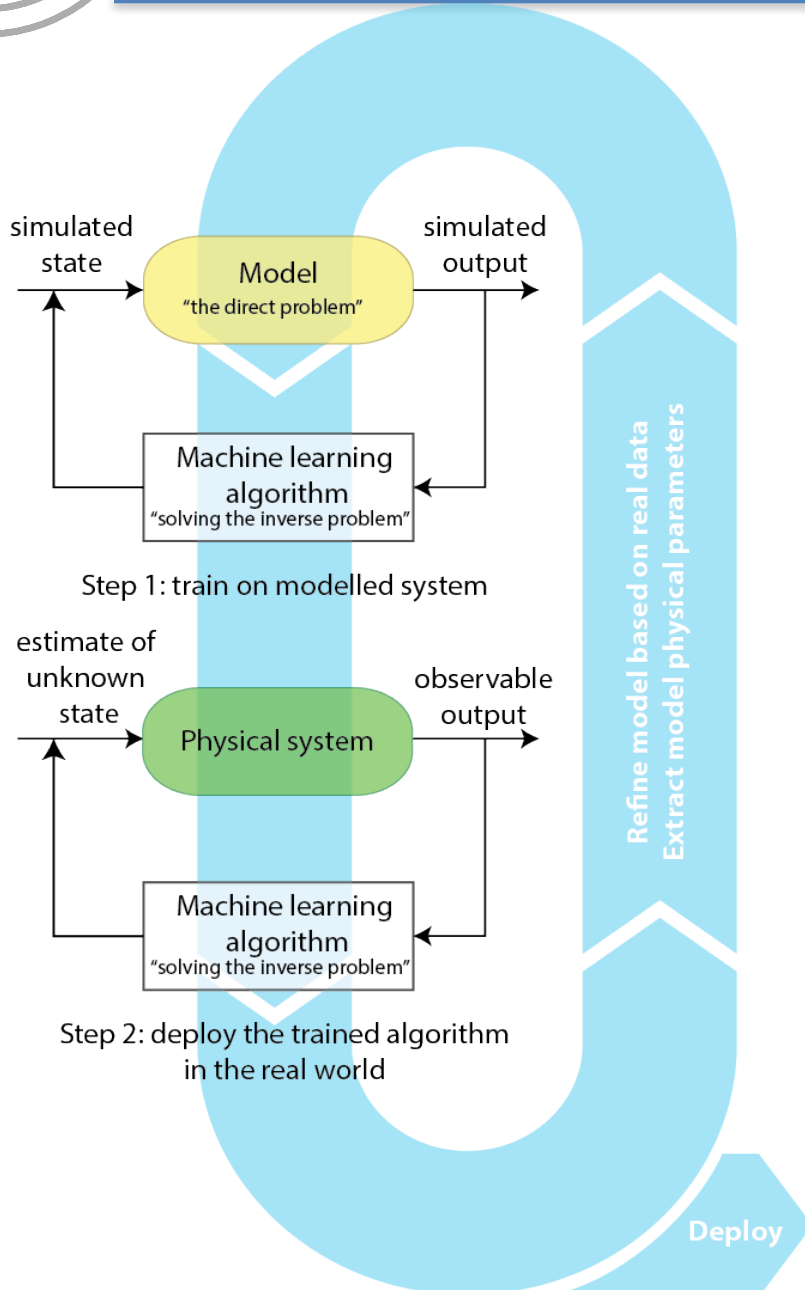 simulated
state
Model
"the direct problem"
simulated
output
Machine learning
algorithm
"solving the inverse problem"
Step 1: train on modelled system
estimate of
unknown
state
Physical system
observable
output
Machine learning
algorithm
"solving the inverse problem"
Step 2: deploy the trained algorithm
in the real world
Refine model based on real data
Extract model physical parameters
Deploy